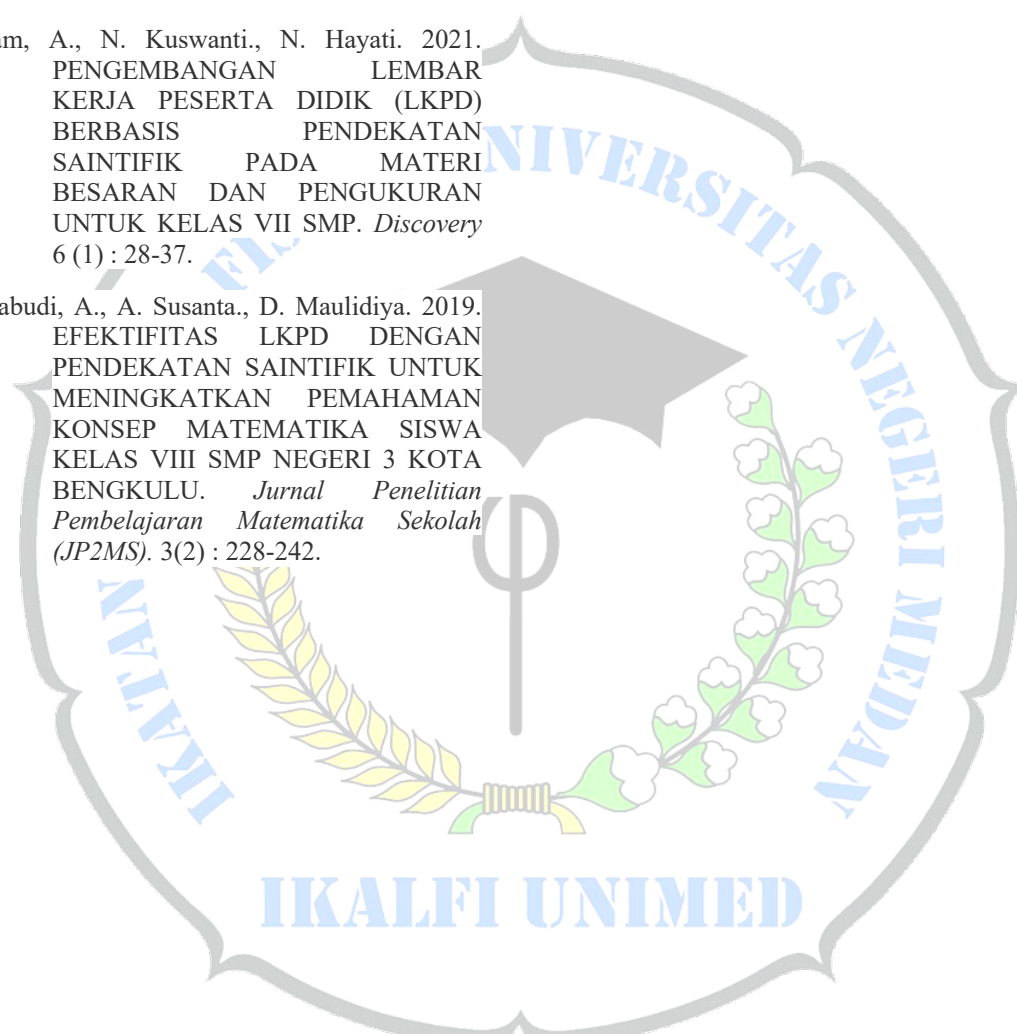 am, A., N. Kuswanti., N. Hayati. 2021.
PENGEMBANGAN LEMBAR
KERJA PESERTA DIDIK (LKPD)
BERBASIS PENDEKATAN
SAINTIFIK PADA MATERI
BESARAN DAN PENGUKURAN
UNTUK KELAS VII SMP. Discovery
6 (1) : 28-37.
abudi, A., A. Susanta., D. Maulidiya. 2019.
EFEKTIFITAS LKPD DENGAN
PENDEKATAN SAINTIFIK UNTUK
MENINGKATKAN PEMAHAMAN
KONSEP MATEMATIKA SISWA
KELAS VIII SMP NEGERI 3 KOTA
BENGKULU. Jurnal Penelitian
Pembelajaran Matematika Sekolah
(JP2MS). 3(2) : 228-242.
NIVERSITAS NEGERI MEDAN
IKATAN
φ
IKALFI UNIMED